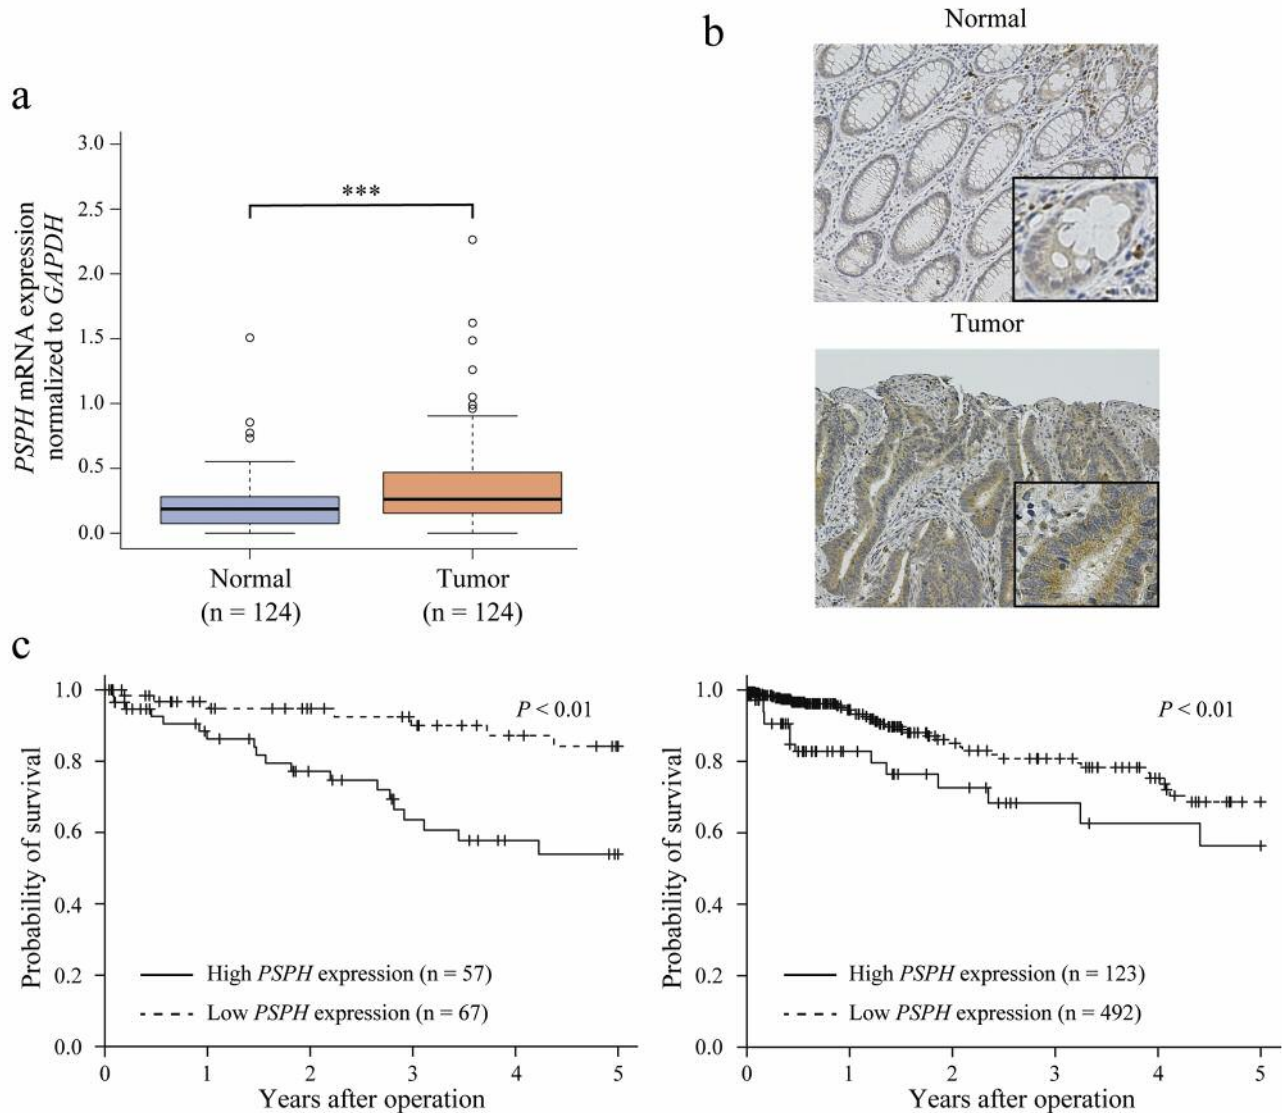 a
PSPH mRNA expression
normalized to GAPDH
3.0
2.5
2.0
1.5
1.0
0.5
0.0
***
Normal
(n = 124)
Tumor
(n = 124)
b
Normal
Tumor
c
Probability of survival
1.0
0.8
0.6
0.4
0.2
0.0
P < 0.01
High PSPH expression (n = 57)
Low PSPH expression (n = 67)
0 1 2 3 4 5
Years after operation
Probability of survival
1.0
0.8
0.6
0.4
0.2
0.0
P < 0.01
High PSPH expression (n = 123)
Low PSPH expression (n = 492)
0 1 2 3 4 5
Years after operation